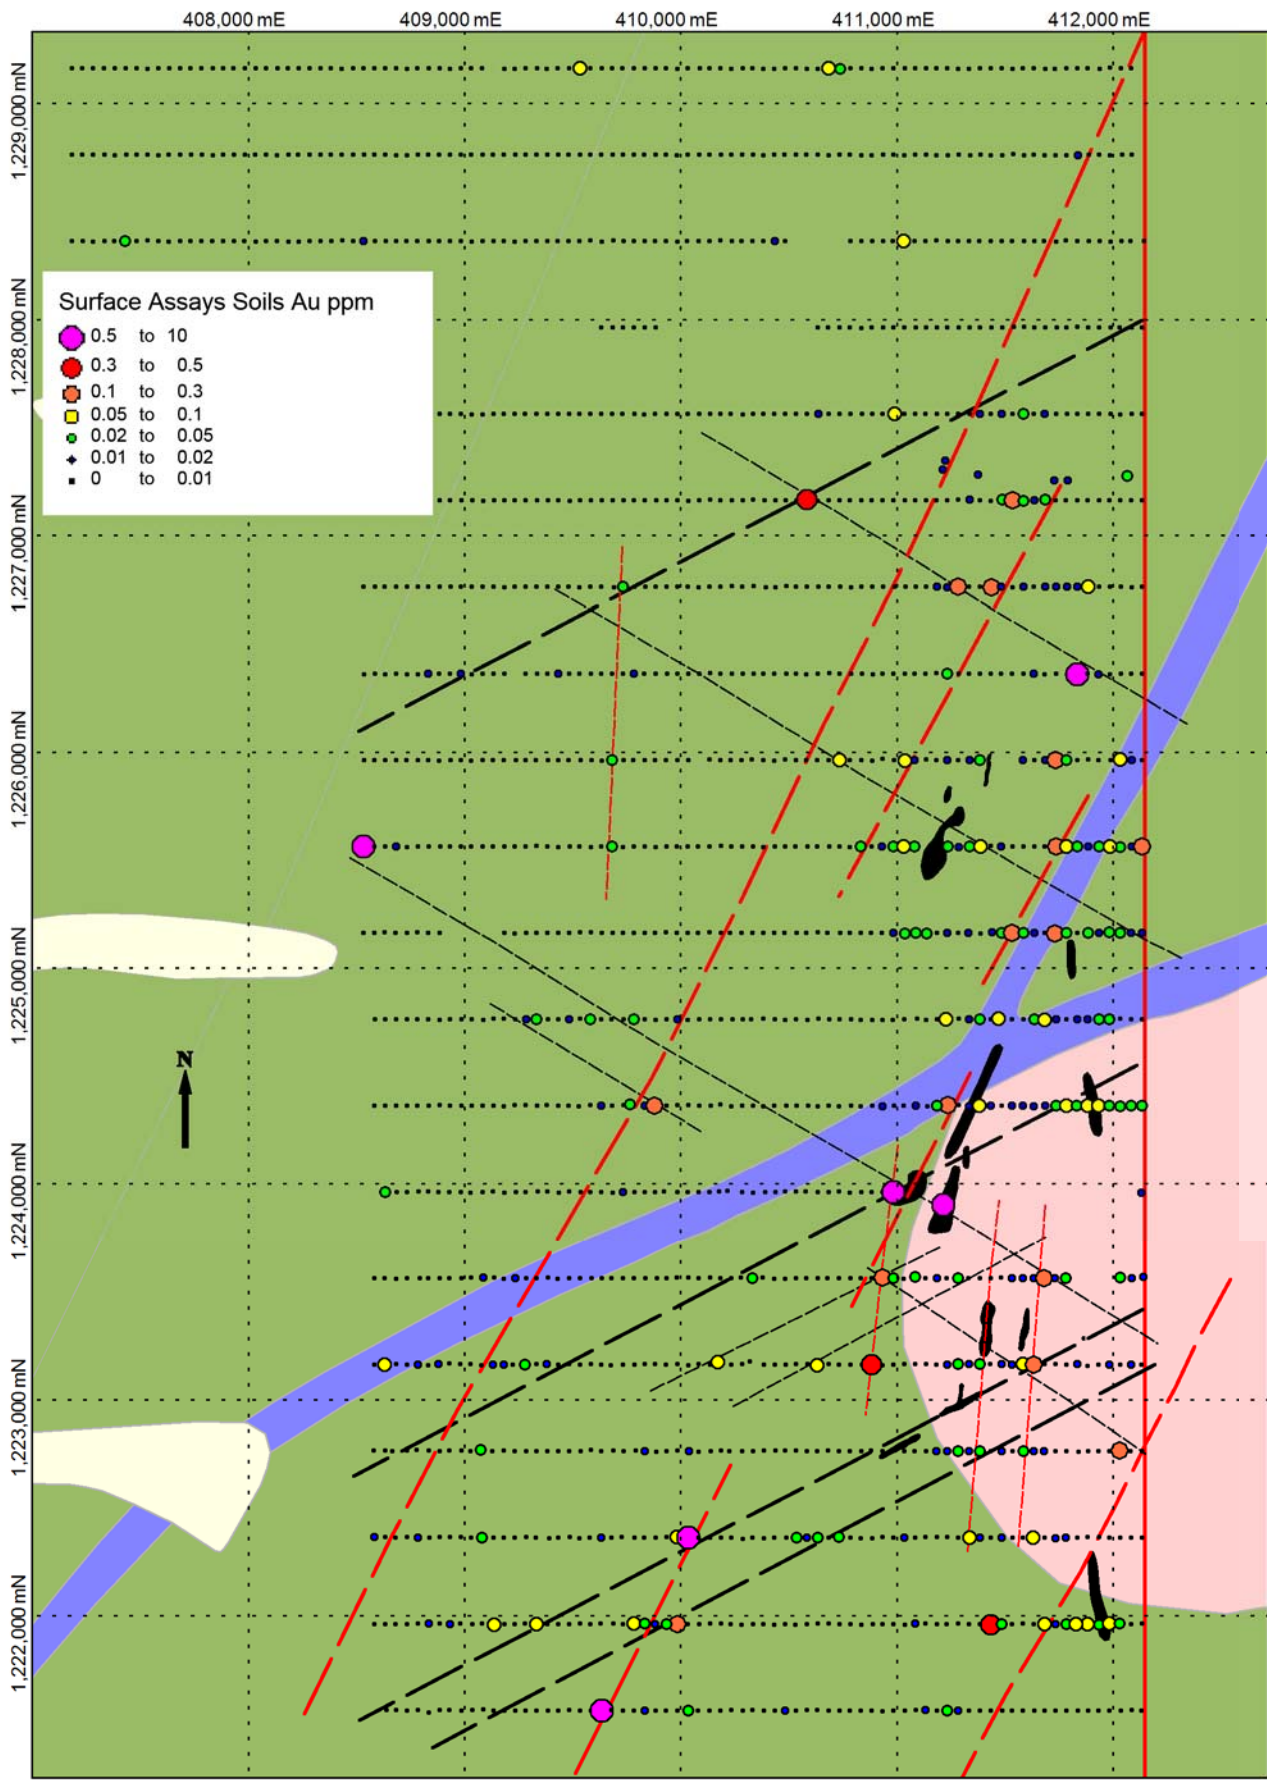 408,000 mE 409,000 mE 410,000 mE 411,000 mE 412,000 mE
1,229,000 mN
1,228,000 mN
Surface Assays Soils Au ppm
0.5 to 10
0.3 to 0.5
0.1 to 0.3
0.05 to 0.1
0.02 to 0.05
0.01 to 0.02
0 to 0.01
1,227,000 mN
1,226,000 mN
1,225,000 mN
N
1,224,000 mN
1,223,000 mN
1,222,000 mN